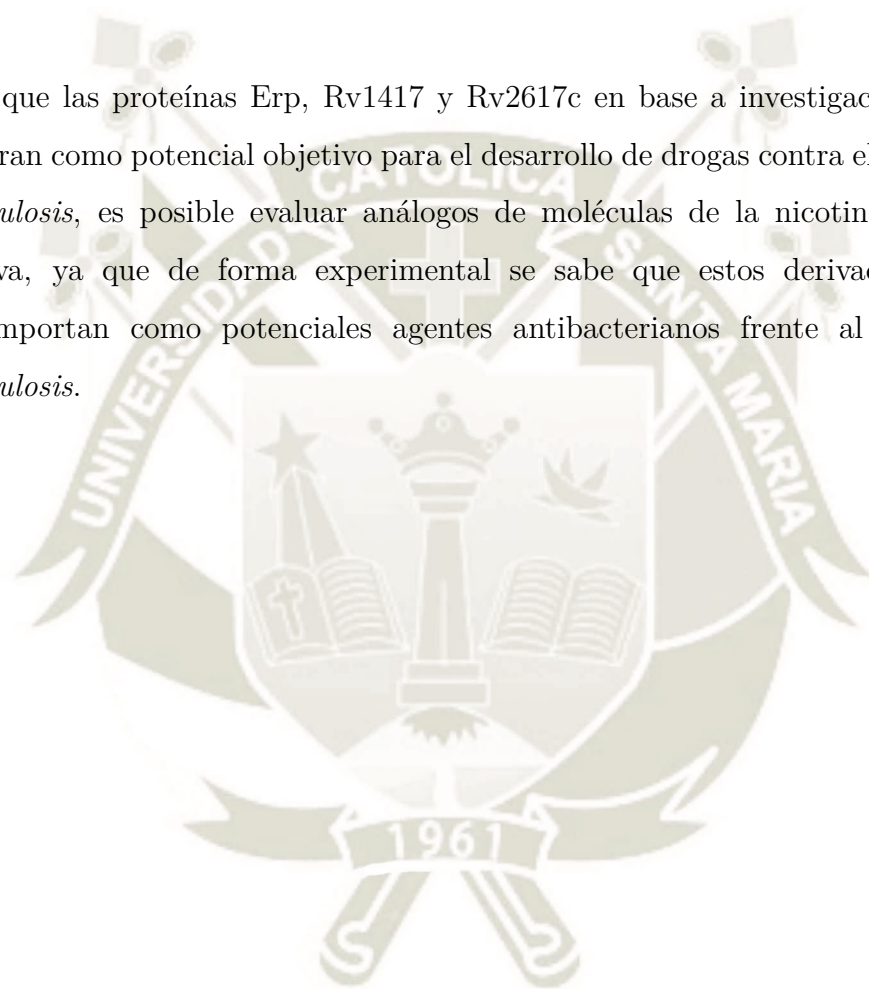 que las proteínas Erp, Rv1417 y Rv2617c en base a investigac
ran como potencial objetivo para el desarrollo de drogas contra el
ulosis, es posible evaluar análogos de moléculas de la nicotin
va, ya que de forma experimental se sabe que estos deriva
mportan como potenciales agentes antibacterianos frente al
ulosis.
UNIVERSIDAD CATOLICA SANTA MARIA
1961